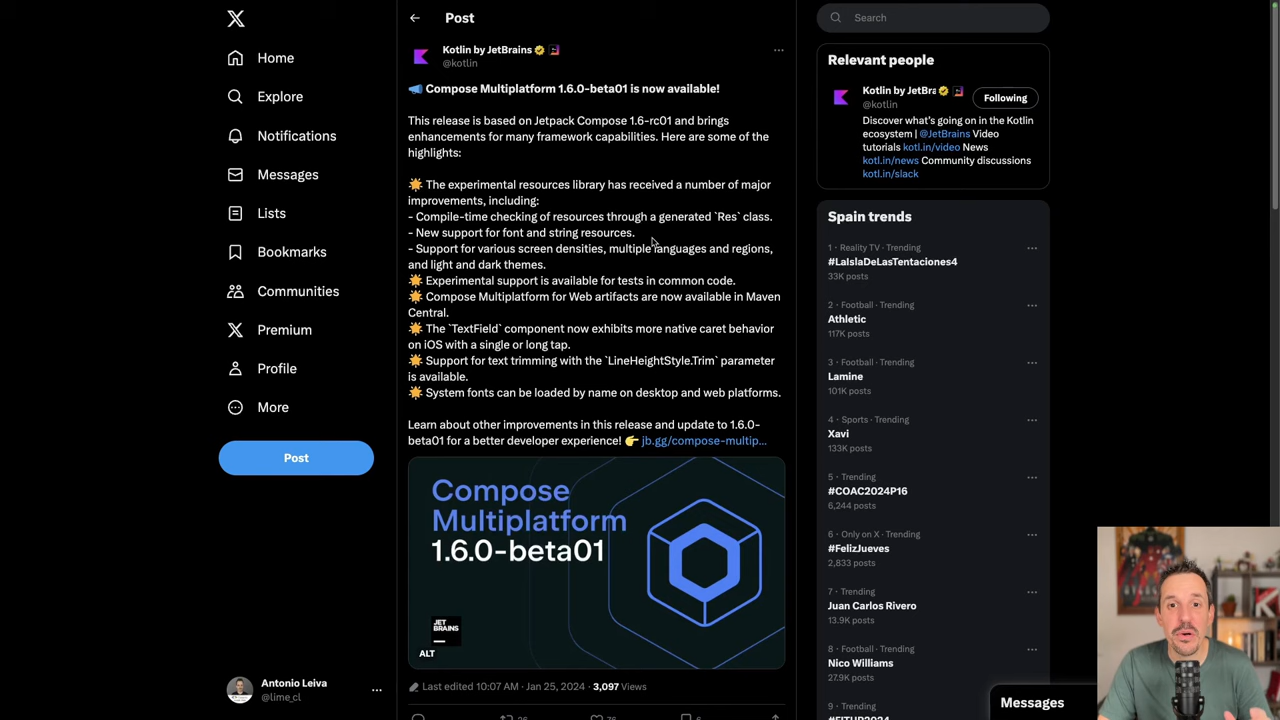 Home
Explore
Notifications
Messages
Lists
Bookmarks
Communities
Premium
Profile
More
Post
Antonio Leiva
@lime_cl
Post
Kotlin by JetBrains
@kotlin
📣 Compose Multiplatform 1.6.0-beta01 is now available!
This release is based on Jetpack Compose 1.6-rc01 and brings
enhancements for many framework capabilities. Here are some of the
highlights:
🌟 The experimental resources library has received a number of major
improvements, including:
- Compile-time checking of resources through a generated `Res` class.
- New support for font and string resources.
- Support for various screen densities, multiple languages and regions,
and light and dark themes.
🌟 Experimental support is available for tests in common code.
🌟 Compose Multiplatform for Web artifacts are now available in Maven
Central.
🌟 The `TextField` component now exhibits more native caret behavior
on iOS with a single or long tap.
🌟 Support for text trimming with the `LineHeightStyle.Trim` parameter
is available.
🌟 System fonts can be loaded by name on desktop and web platforms.
Learn about other improvements in this release and update to 1.6.0-
beta01 for a better developer experience! 👉 jb.gg/compose-multip...
Compose
Multiplatform
1.6.0-beta01
JET
BRAINS
ALT
Last edited 10:07 AM · Jan 25, 2024 · 3,097 Views
26
76
6
Search
Relevant people
Kotlin by JetBra
@kotlin
Following
Discover what's going on in the Kotlin
ecosystem | @JetBrains Video
tutorials kotl.in/video News
kotl.in/news Community discussions
kotl.in/slack
Spain trends
1 · Reality TV · Trending
#LaIslaDeLasTentaciones4
33K posts
2 · Football · Trending
Athletic
117K posts
3 · Football · Trending
Lamine
101K posts
4 · Sports · Trending
Xavi
133K posts
5 · Trending
#COAC2024P16
6,244 posts
6 · Only on X · Trending
#FelizJueves
2,833 posts
7 · Trending
Juan Carlos Rivero
13.9K posts
8 · Football · Trending
Nico Williams
27.9K posts
9 · Trending
Messages